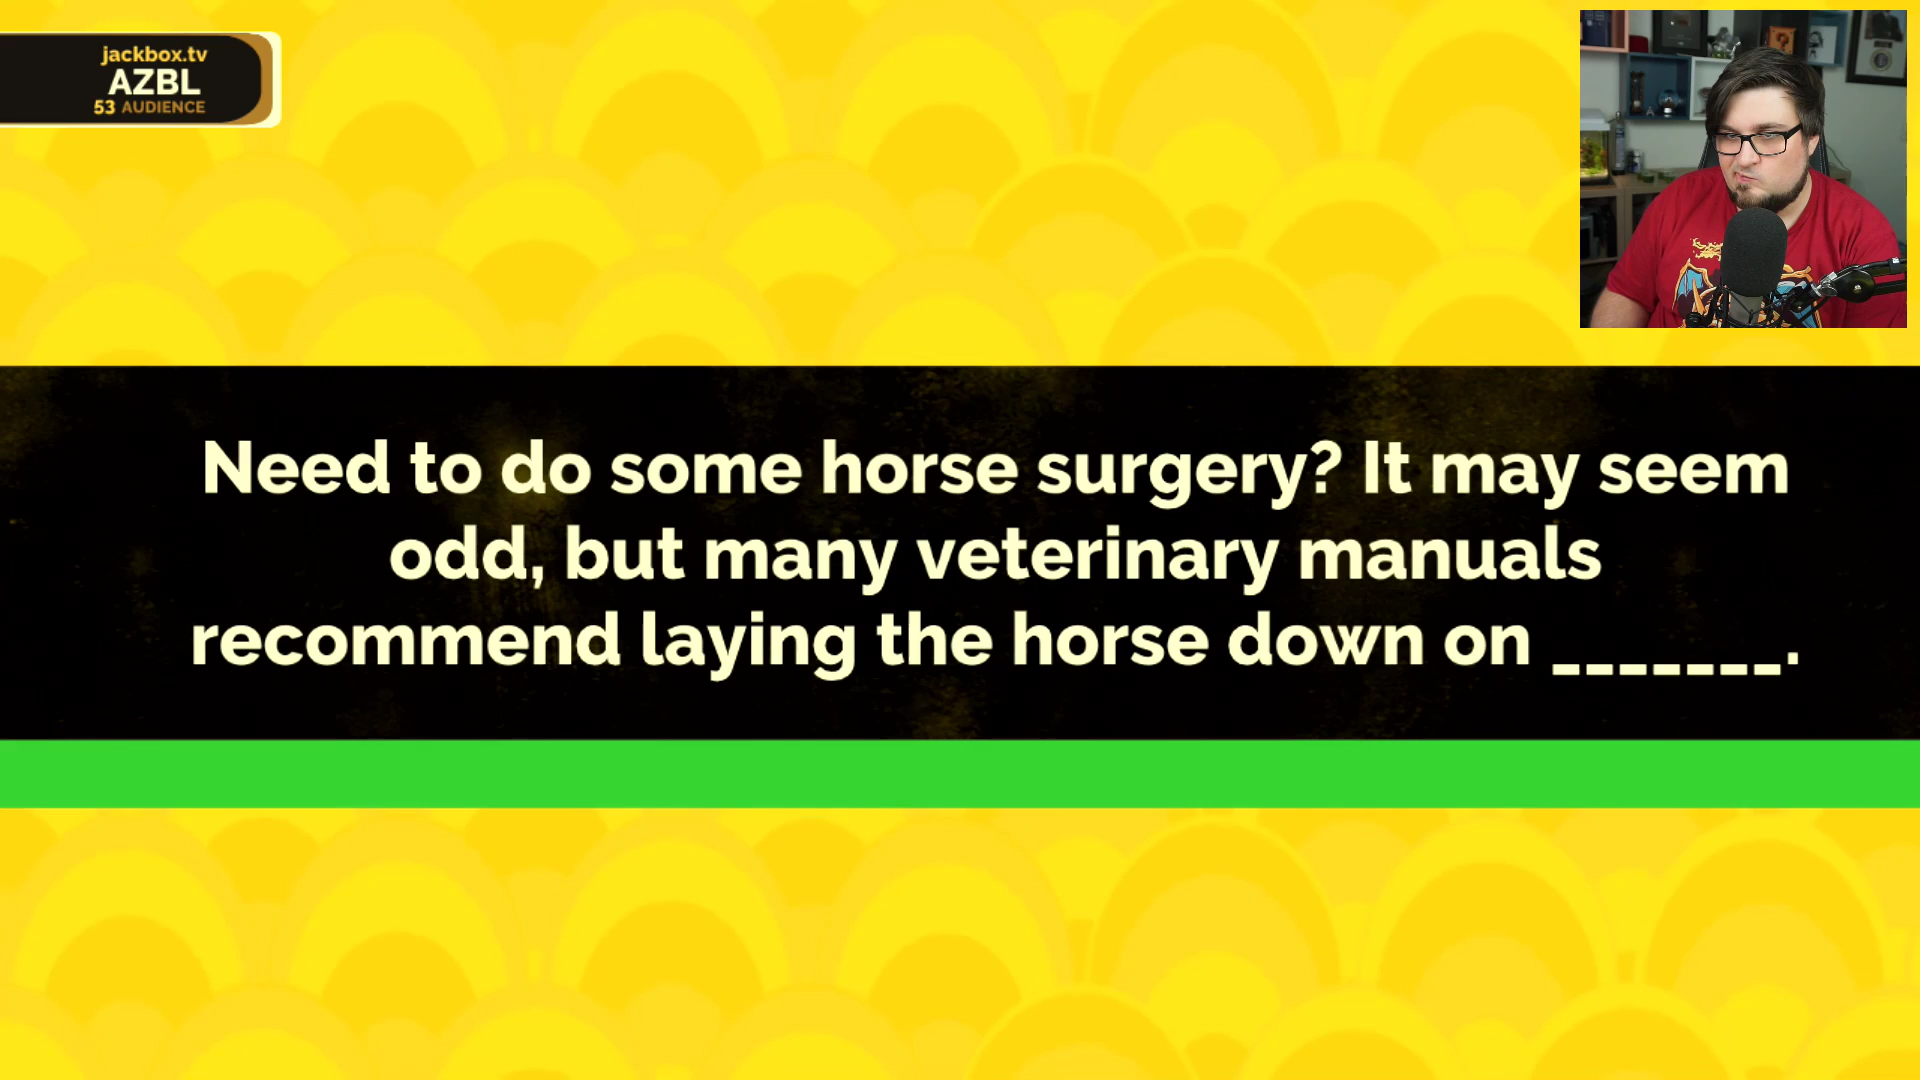 jackbox.tv
AZBL
53 AUDIENCE
Need to do some horse surgery? It may seem
odd, but many veterinary manuals
recommend laying the horse down on _______.